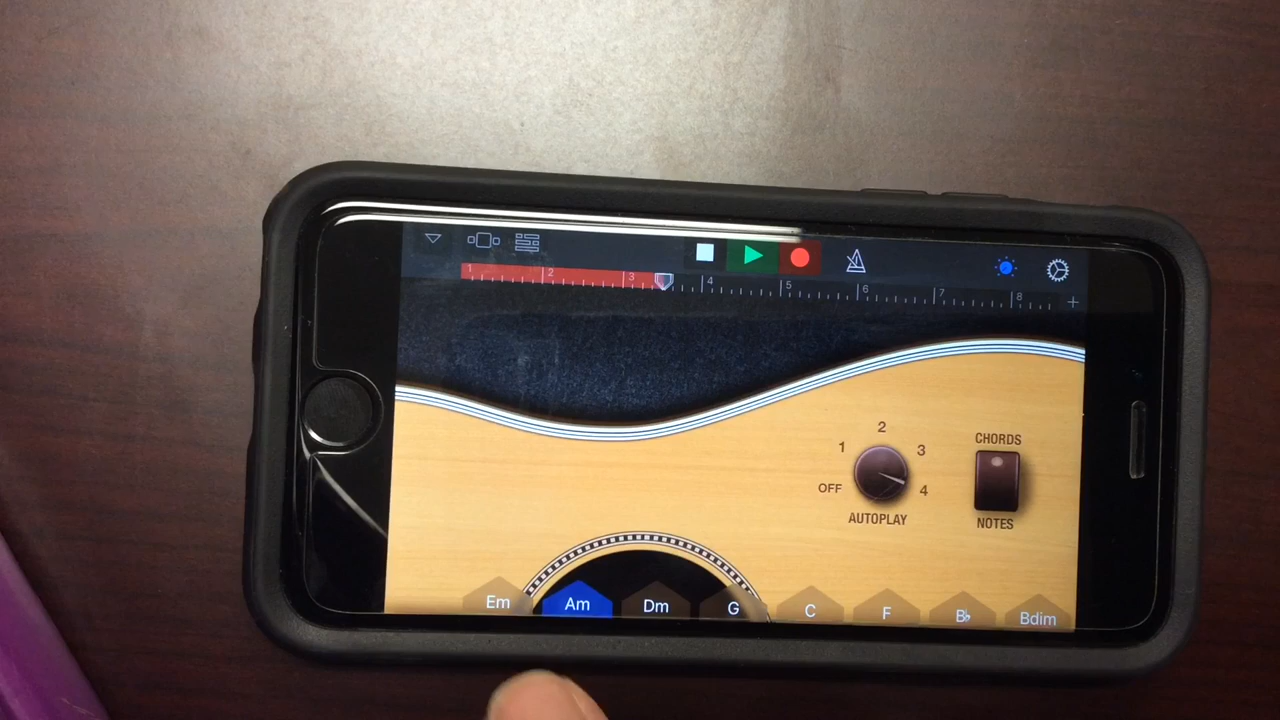 1 2 3 4 5 6 7 8 +
2
1 3
CHORDS
OFF 4
AUTOPLAY
NOTES
Em Am Dm G C F B♭ Bdim